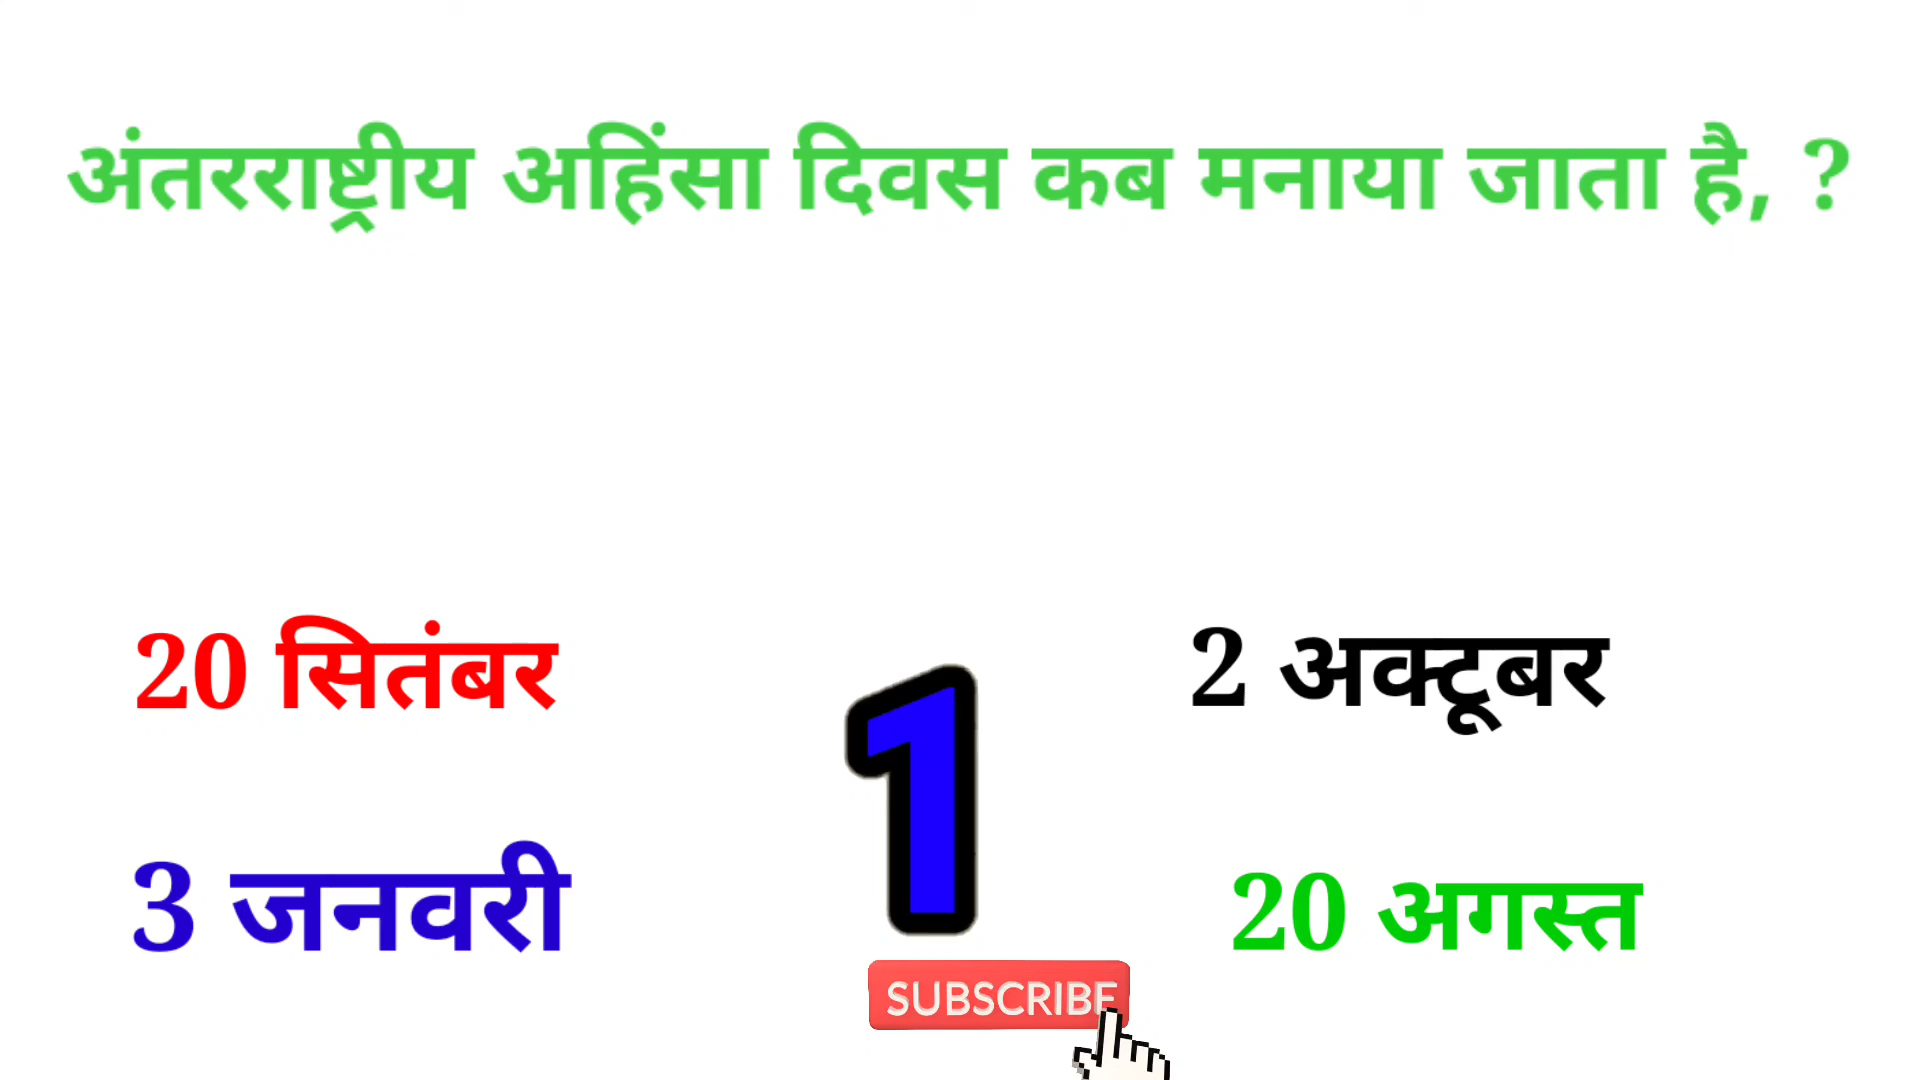 अंतरराष्ट्रीय अहिंसा दिवस कब मनाया जाता है, ?
20 सितंबर
2 अक्टूबर
1
3 जनवरी
20 अगस्त
SUBSCRIBE